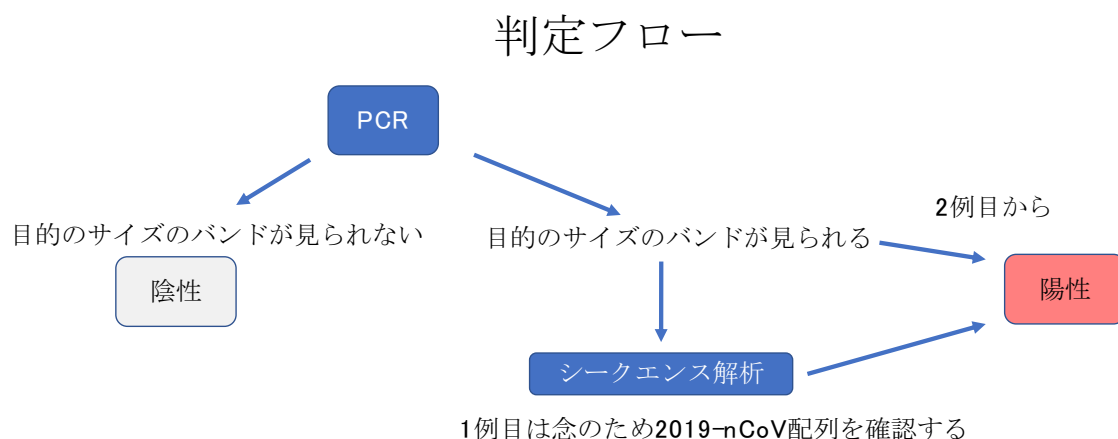 判定フロー
PCR
2例目から
目的のサイズのバンドが見られない
目的のサイズのバンドが見られる
陰性
陽性
シークエンス解析
1例目は念のため2019-nCoV配列を確認する